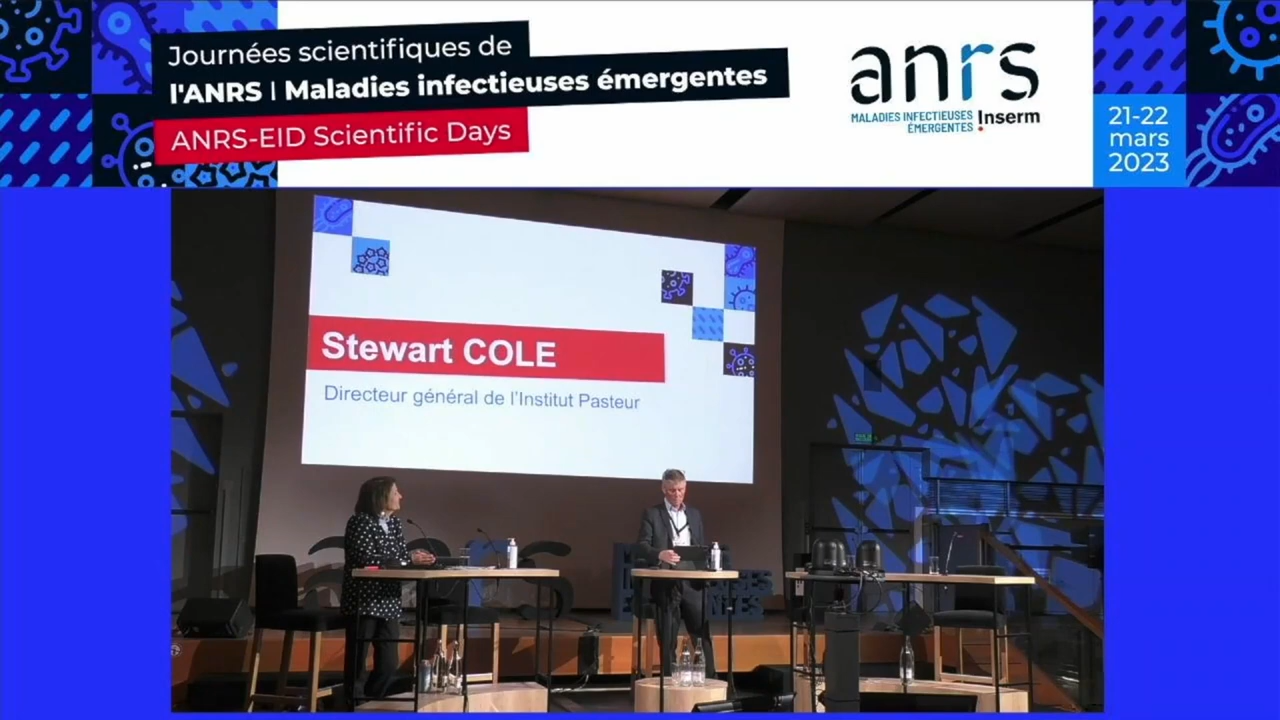 Journées scientifiques de
l'ANRS | Maladies infectieuses émergentes
ANRS-EID Scientific Days
anrs
MALADIES INFECTIEUSES
ÉMERGENTES
Inserm
21-22
mars
2023
Stewart COLE
Directeur général de l'Institut Pasteur